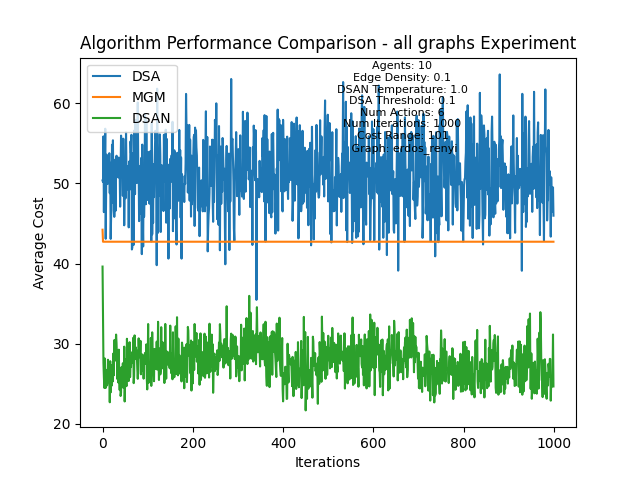 Algorithm Performance Comparison - all graphs Experiment
DSA
MGM
DSAN
Agents: 10
Edge Density: 0.1
DSAN Temperature: 1.0
DSA Threshold: 0.1
Num Actions: 6
Num Iterations: 1000
Cost Range: 101
Graph: erdos_renyi
Average Cost
60
50
40
30
20
0
200
400
600
800
1000
Iterations